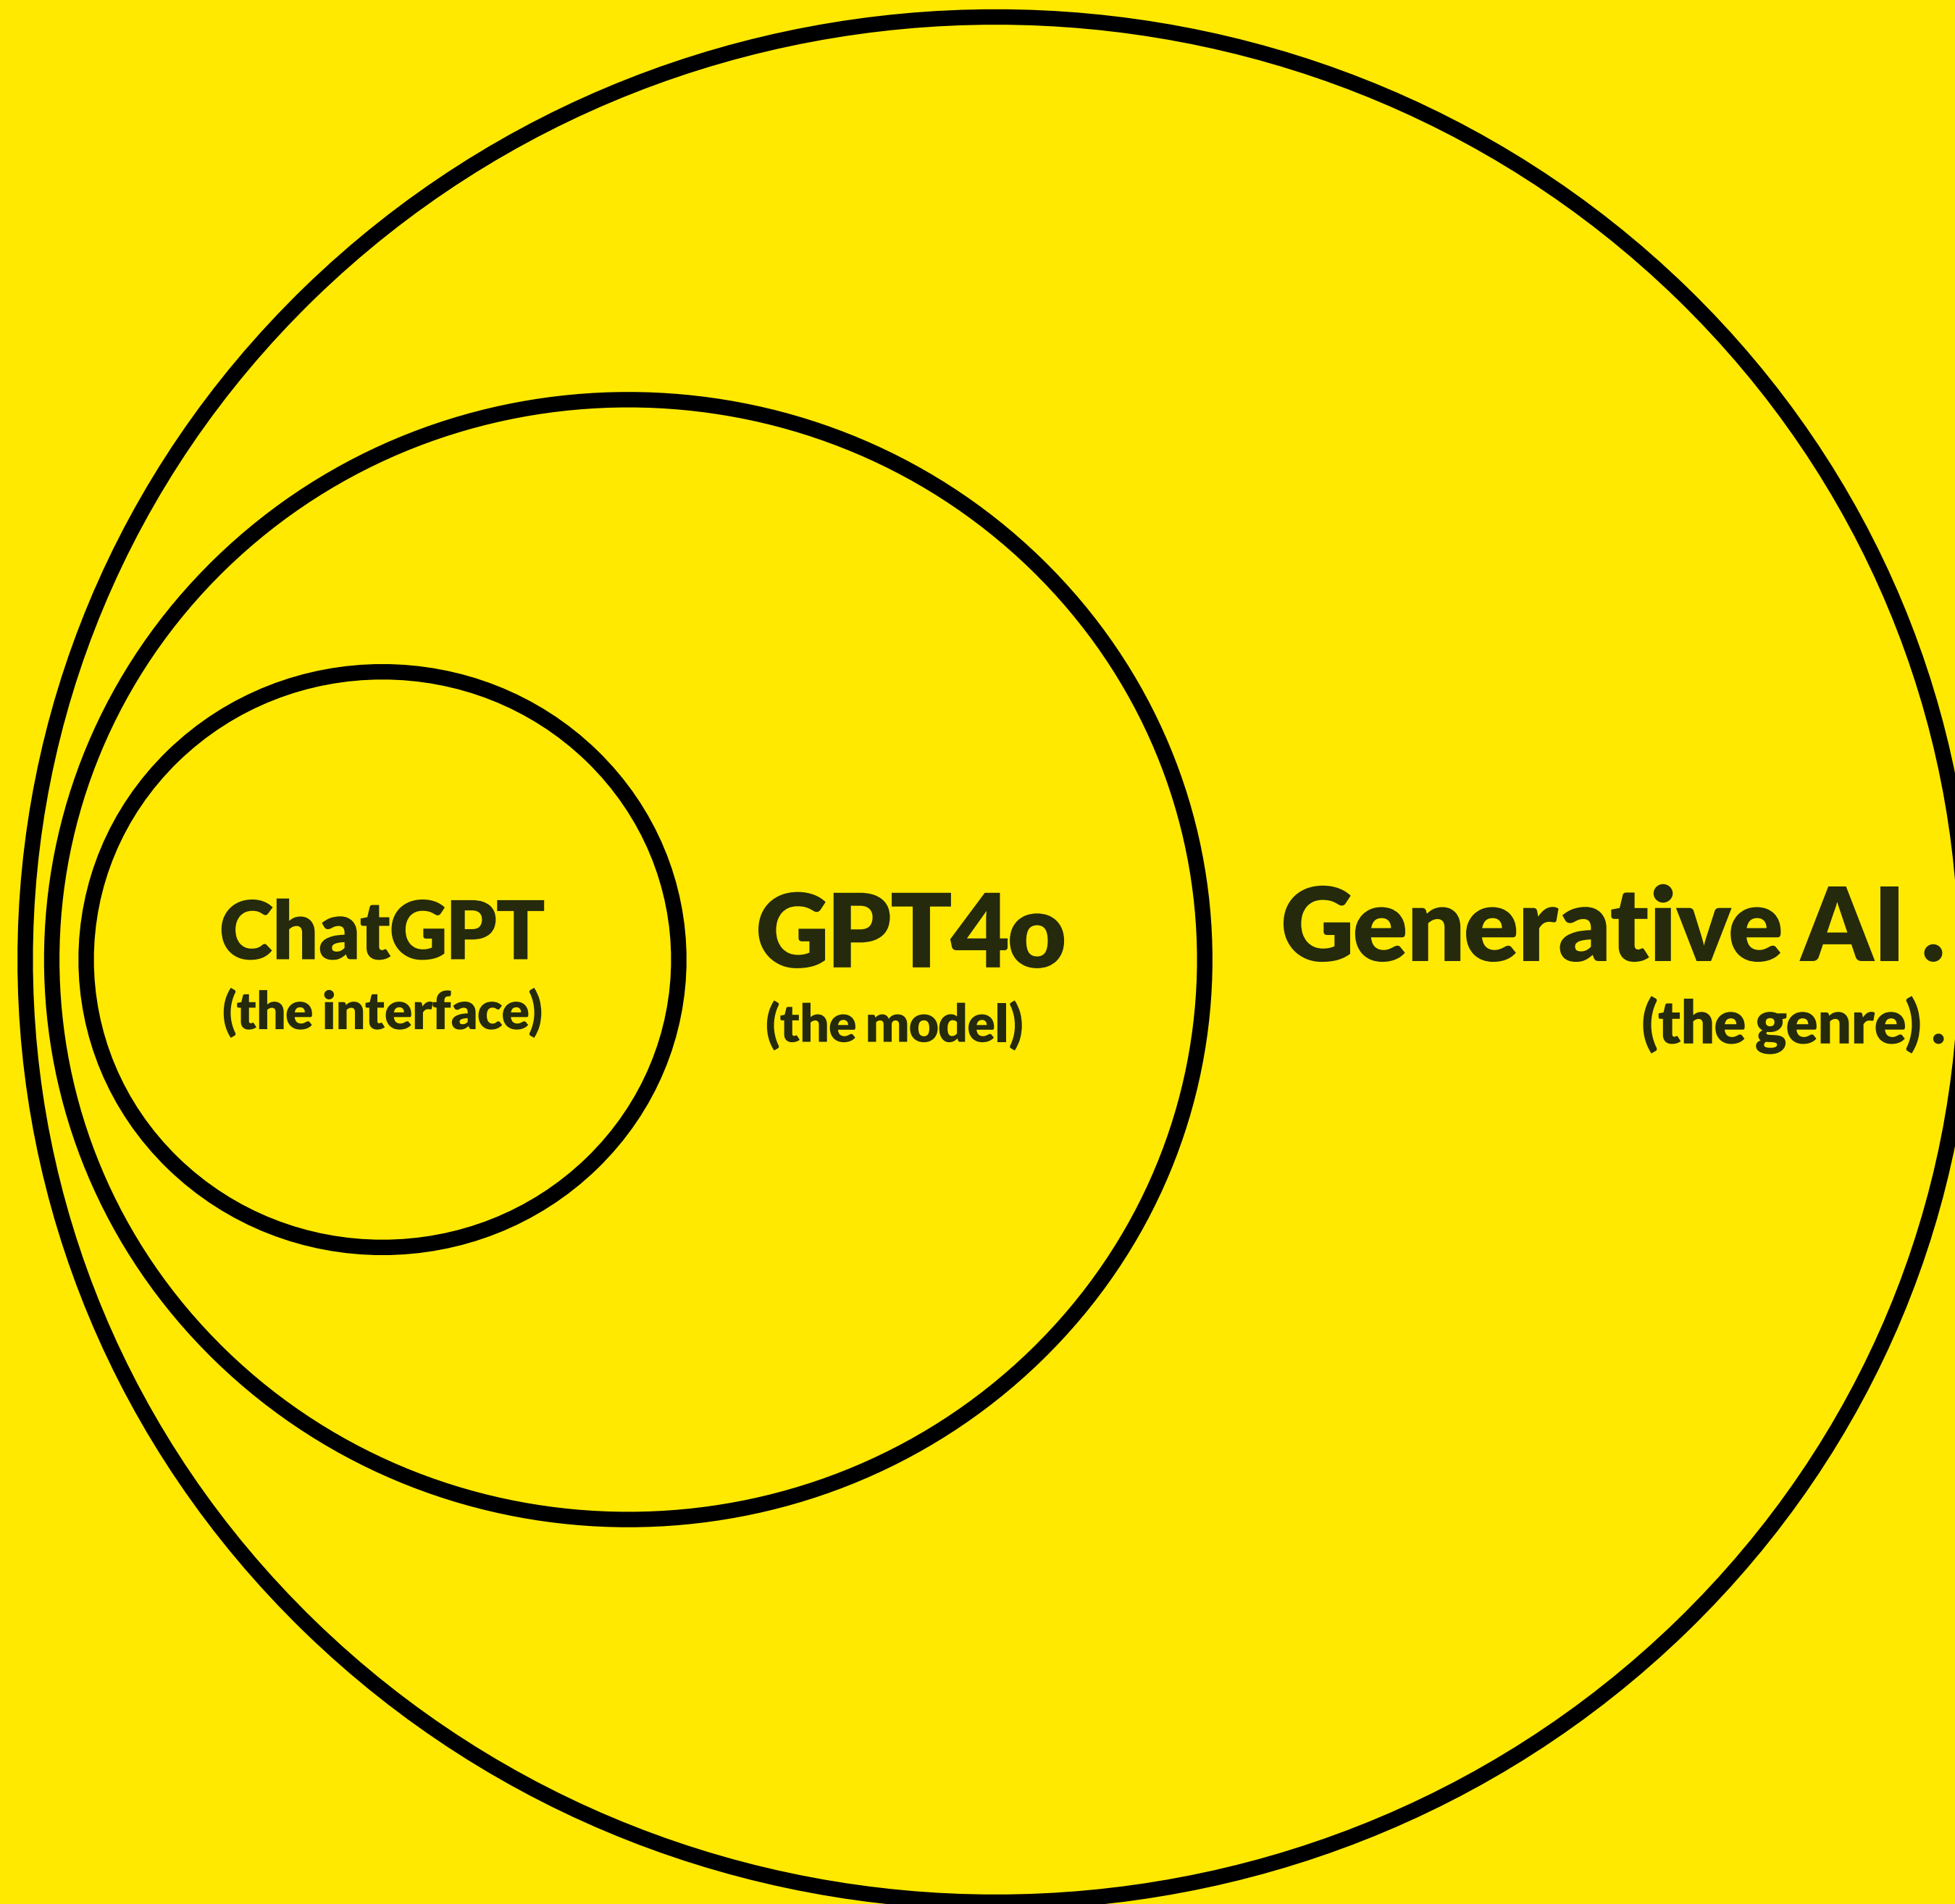 ChatGPT
(the interface)
GPT4o
(the model)
Generative AI.
(the genre).